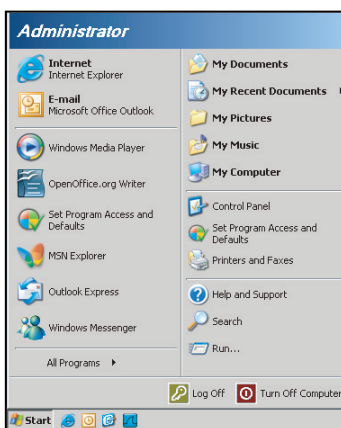 Administrator
Internet
Internet Explorer
E-mail
Microsoft Office Outlook
Windows Media Player
OpenOffice.org Writer
Set Program Access and
Defaults
MSN Explorer
Outlook Express
Windows Messenger
All Programs
My Documents
My Recent Documents
My Pictures
My Music
My Computer
Control Panel
Set Program Access and
Defaults
Printers and Faxes
Help and Support
Search
Run...
Log Off
Turn Off Computer
Start